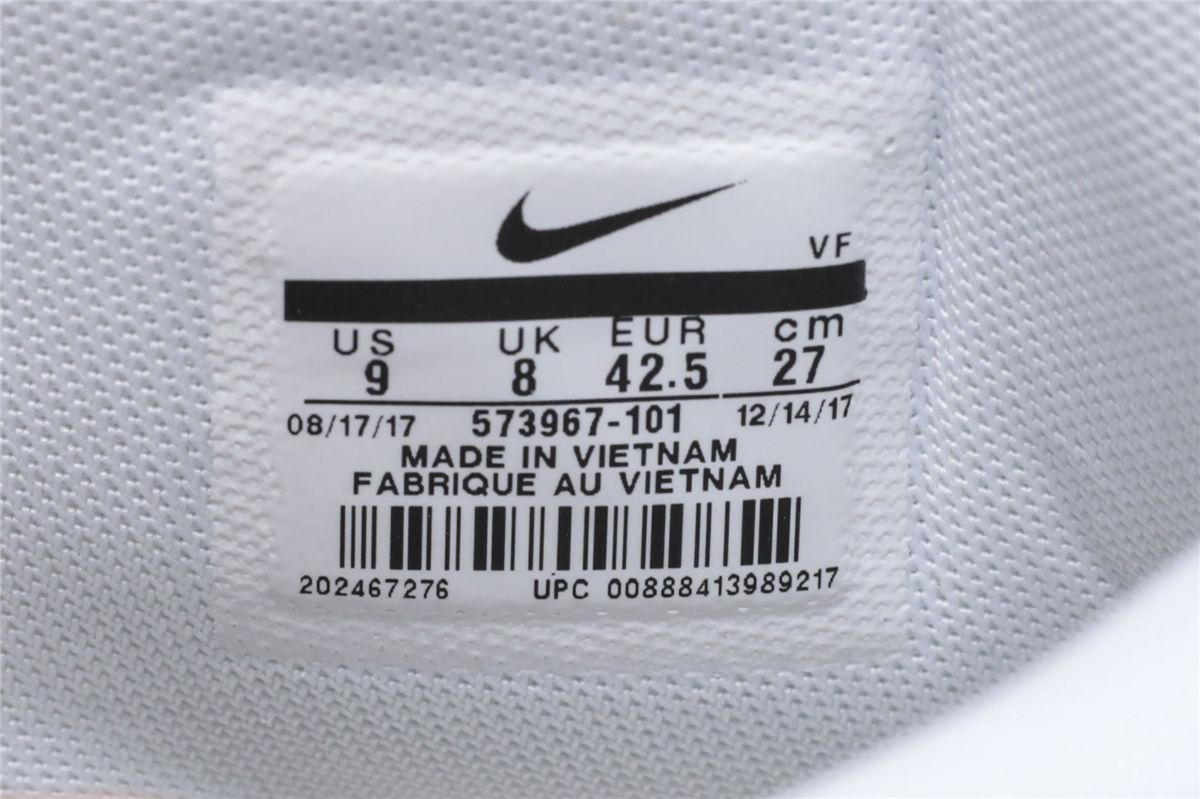 VF
US UK EUR cm
9 8 42.5 27
08/17/17 573967-101 12/14/17
MADE IN VIETNAM
FABRIQUE AU VIETNAM
202467276 UPC 00888413989217